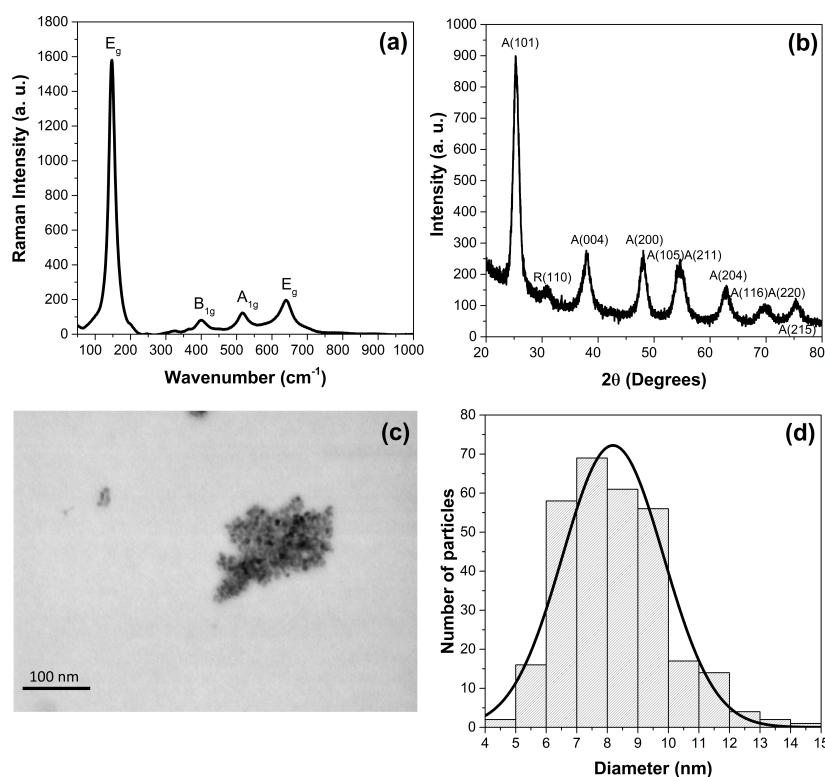 (a)
1800
1600
1400
1200
1000
800
600
400
200
0
E_g
B_1g
A_1g
E_g
100 200 300 400 500 600 700 800 900 1000
Raman Intensity (a. u.)
Wavenumber (cm⁻¹)
(b)
1000
900
800
700
600
500
400
300
200
100
0
A(101)
R(110)
A(004)
A(200)
A(105)A(211)
A(204)
A(116)A(220)
A(215)
20 30 40 50 60 70 80
Intensity (a. u.)
2θ (Degrees)
(c)
100 nm
(d)
80
70
60
50
40
30
20
10
0
4 5 6 7 8 9 10 11 12 13 14 15
Number of particles
Diameter (nm)